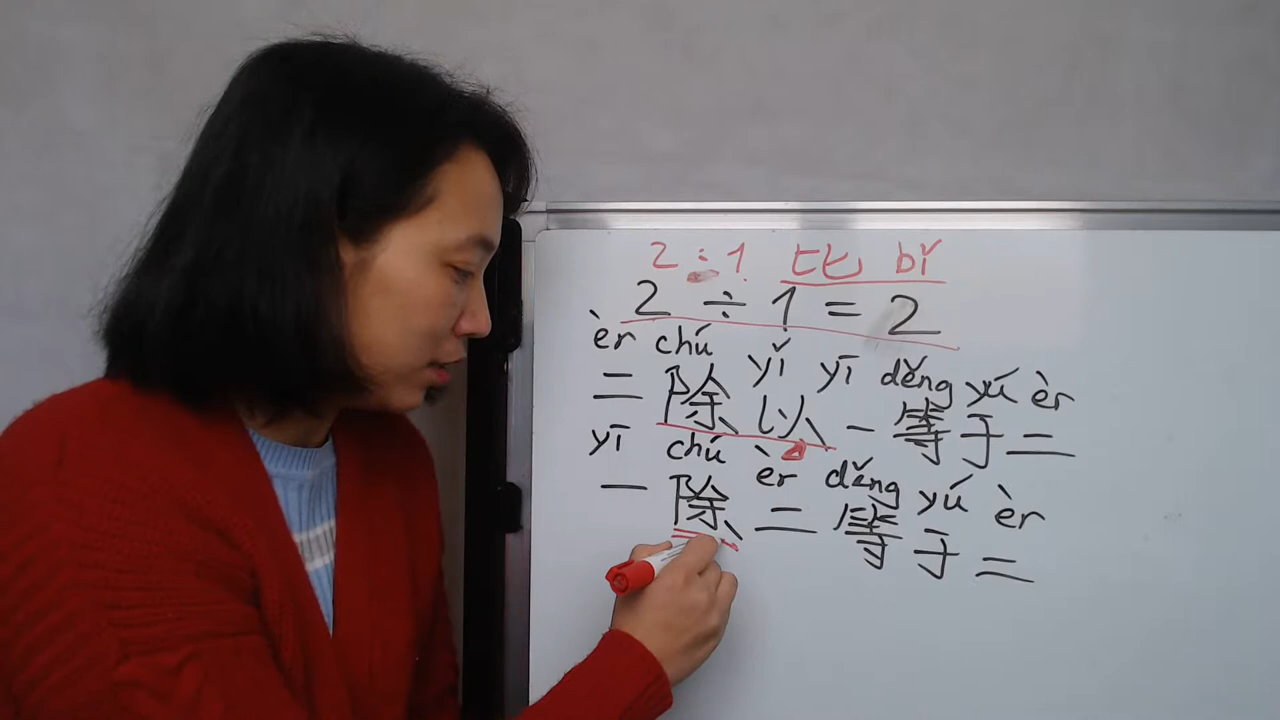 2 : 1 比 bǐ
2 ÷ 1 = 2
èr chú yǐ yī děng yú èr
二 除 以 一 等 于 二
yī chú èr děng yú èr
一 除 二 等 于 二